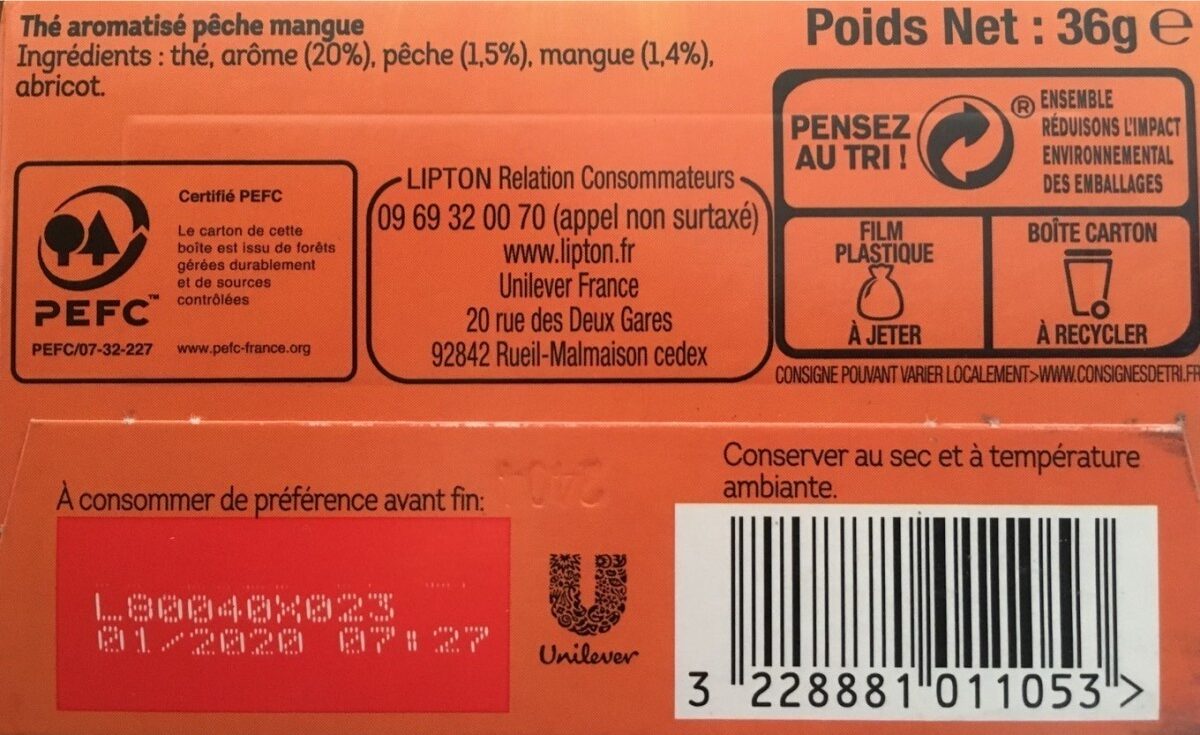 Thé aromatisé pêche mangue
Ingrédients : thé, arôme (20%), pêche (1,5%), mangue (1,4%),
abricot.
Poids Net : 36g e
PENSEZ
AU TRI !
®
ENSEMBLE
RÉDUISONS L'IMPACT
ENVIRONNEMENTAL
DES EMBALLAGES
FILM
PLASTIQUE
À JETER
BOÎTE CARTON
À RECYCLER
CONSIGNE POUVANT VARIER LOCALEMENT>WWW.CONSIGNESDETRI.FR
Certifié PEFC
Le carton de cette
boîte est issu de forêts
gérées durablement
et de sources
contrôlées
PEFC™
PEFC/07-32-227
www.pefc-france.org
LIPTON Relation Consommateurs
09 69 32 00 70 (appel non surtaxé)
www.lipton.fr
Unilever France
20 rue des Deux Gares
92842 Rueil-Malmaison cedex
À consommer de préférence avant fin:
L80040X023
01/2020 07:27
Unilever
Conserver au sec et à température
ambiante.
3 228881 011053 >